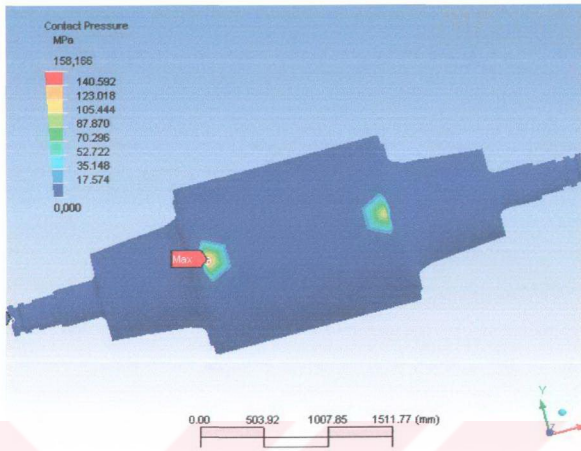 Contact Pressure
MPa
158,166
140.592
123.018
105.444
87.870
70.296
52.722
35.148
17.574
0,000
Max
0.00 503.92 1007.85 1511.77 (mm)
Y
Z